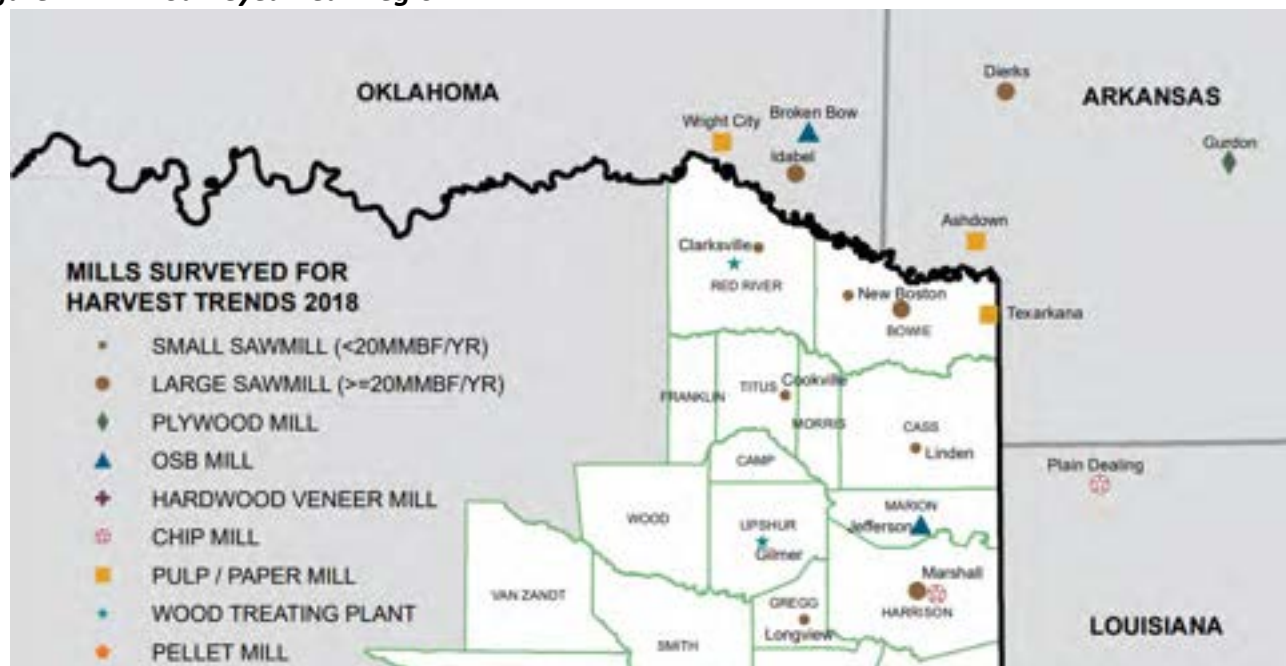 OKLAHOMA
Dierks
ARKANSAS
Wright City
Broken Bow
Gurdon
Idabel
Ashdown
Clarksville
RED RIVER
MILLS SURVEYED FOR
HARVEST TRENDS 2018
New Boston
BOWIE
Texarkana
SMALL SAWMILL (<20MMBF/YR)
LARGE SAWMILL (>=20MMBF/YR)
FRANKLIN
TITUS
Cookville
MORRIS
CASS
PLYWOOD MILL
Linden
OSB MILL
CAMP
Plain Dealing
HARDWOOD VENEER MILL
MARION
WOOD
UPSHUR
Jefferson
CHIP MILL
Gilmer
PULP / PAPER MILL
Marshall
VAN ZANDT
GREGG
HARRISON
WOOD TREATING PLANT
LOUISIANA
Longview
SMITH
PELLET MILL